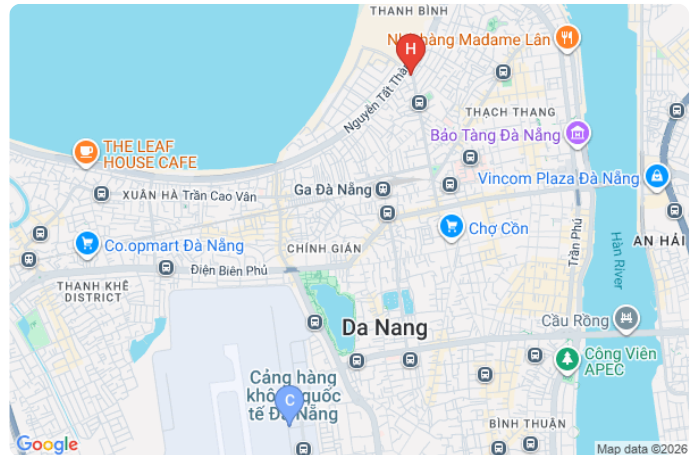 THANH BÌNH
Nhà hàng Madame Lân
H
Nguyễn Tất Thàn
THẠCH THANG
Bảo Tàng Đà Nẵng
THE LEAF
HOUSE CAFE
Ga Đà Nẵng
Vincom Plaza Đà Nẵng
XUÂN HÀ
Trần Cao Vân
Chợ Cồn
AN HẢI
Co.opmart Đà Nẵng
CHÍNH GIÁN
Trần Phú
Hàn River
Điện Biên Phủ
THANH KHÊ
DISTRICT
Cầu Rồng
Da Nang
Công Viên
APEC
Cảng hàng
không quốc
tế Đà Nẵng
C
BÌNH THUẬN
Google
Map data ©2026